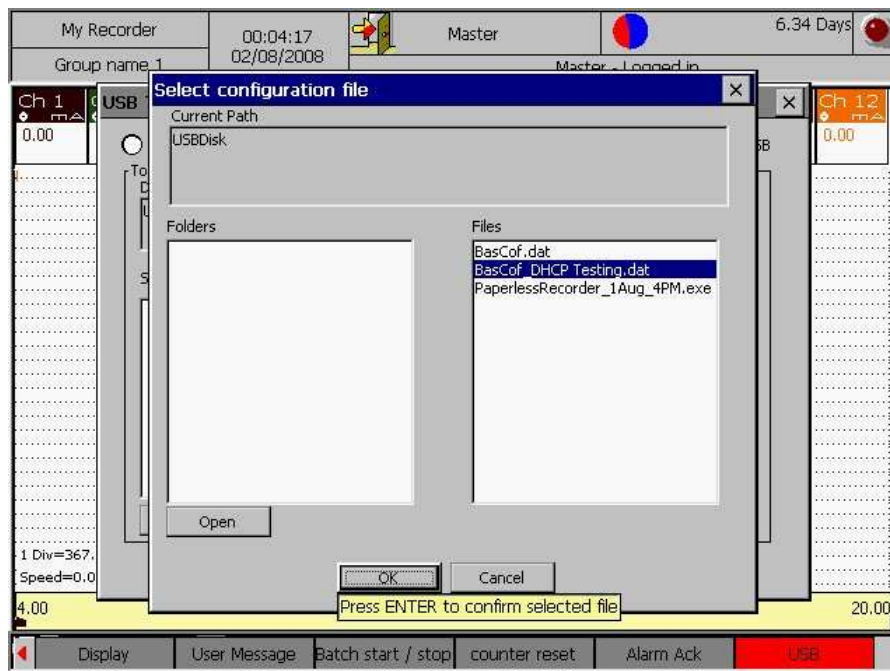 My Recorder
00:04:17
02/08/2008
Master
6.34 Days
Group name 1
Master - Logged in
Ch 1
mA
0.00
USB
Select configuration file
Current Path
USBDisk
Ch 12
mA
0.00
To
Folders
Files
BasCof.dat
BasCof_DHCP Testing.dat
PaperlessRecorder_1Aug_4PM.exe
S
Open
1 Div=367.
Speed=0.0
OK
Cancel
4.00
Press ENTER to confirm selected file
20.00
Display
User Message
Batch start / stop
counter reset
Alarm Ack
USB